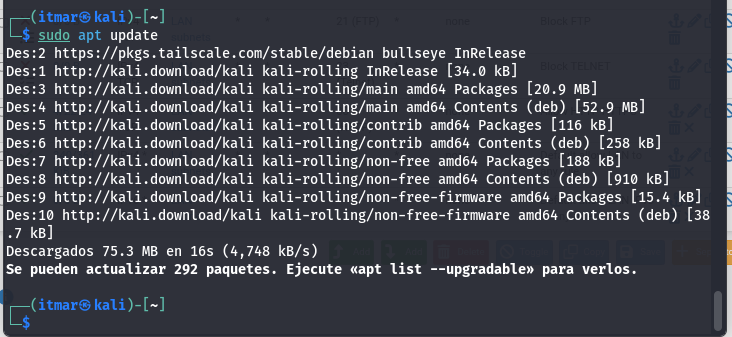 21 (FTP) none Block FTP
┌──(itmar㉿kali)-[~]
└─$ sudo apt update
Des:2 https://pkgs.tailscale.com/stable/debian bullseye InRelease
Block TELNET
Des:1 http://kali.download/kali kali-rolling InRelease [34.0 kB]
Des:3 http://kali.download/kali kali-rolling/main amd64 Packages [20.9 MB]
Des:4 http://kali.download/kali kali-rolling/main amd64 Contents (deb) [52.9 MB]
Des:5 http://kali.download/kali kali-rolling/contrib amd64 Packages [116 kB]
Des:6 http://kali.download/kali kali-rolling/contrib amd64 Contents (deb) [258 kB]
Des:7 http://kali.download/kali kali-rolling/non-free amd64 Packages [188 kB]
Des:8 http://kali.download/kali kali-rolling/non-free amd64 Contents (deb) [910 kB]
Des:9 http://kali.download/kali kali-rolling/non-free-firmware amd64 Packages [15.4 kB]
Des:10 http://kali.download/kali kali-rolling/non-free-firmware amd64 Contents (deb) [38
.7 kB]
Descargados 75.3 MB en 16s (4,748 kB/s)
Se pueden actualizar 292 paquetes. Ejecute «apt list --upgradable» para verlos.
┌──(itmar㉿kali)-[~]
└─$